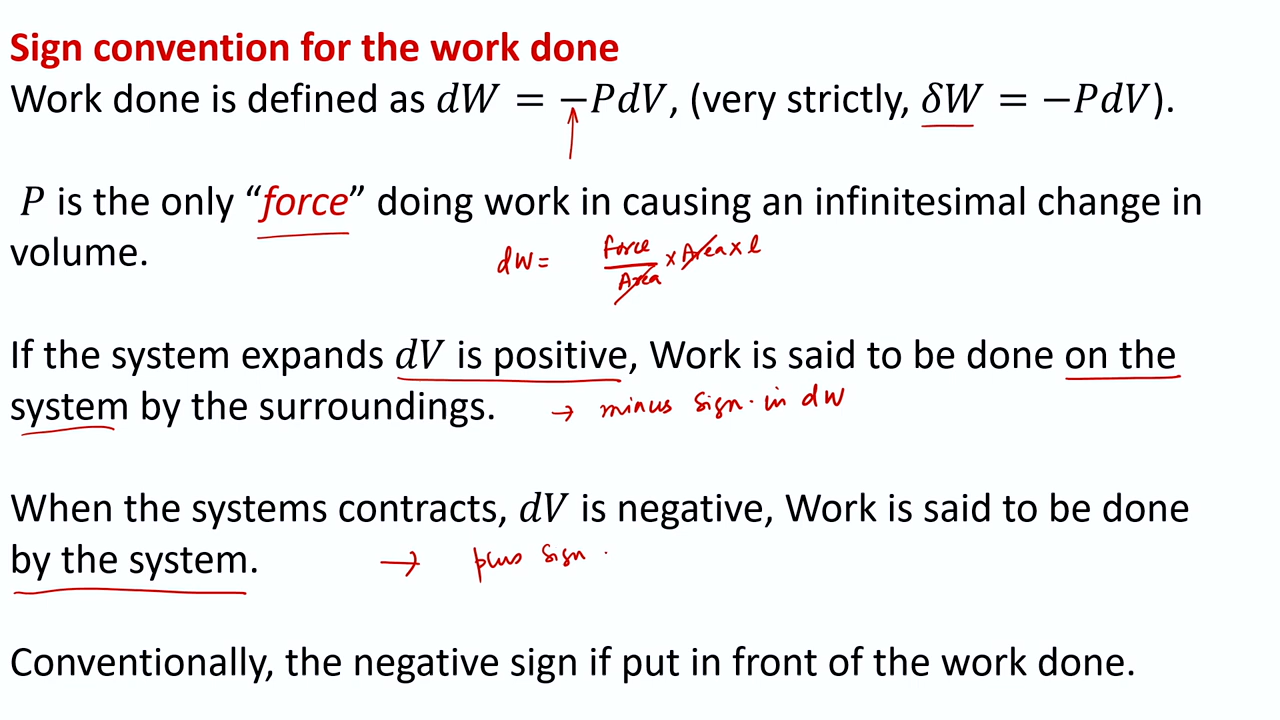 Sign convention for the work done
Work done is defined as dW = −PdV, (very strictly, δW = −PdV).
P is the only “force” doing work in causing an infinitesimal change in
volume.
dW = force/Area × Area × l
If the system expands dV is positive, Work is said to be done on the
system by the surroundings. → minus sign. in dW
When the systems contracts, dV is negative, Work is said to be done
by the system. → plus sign.
Conventionally, the negative sign if put in front of the work done.